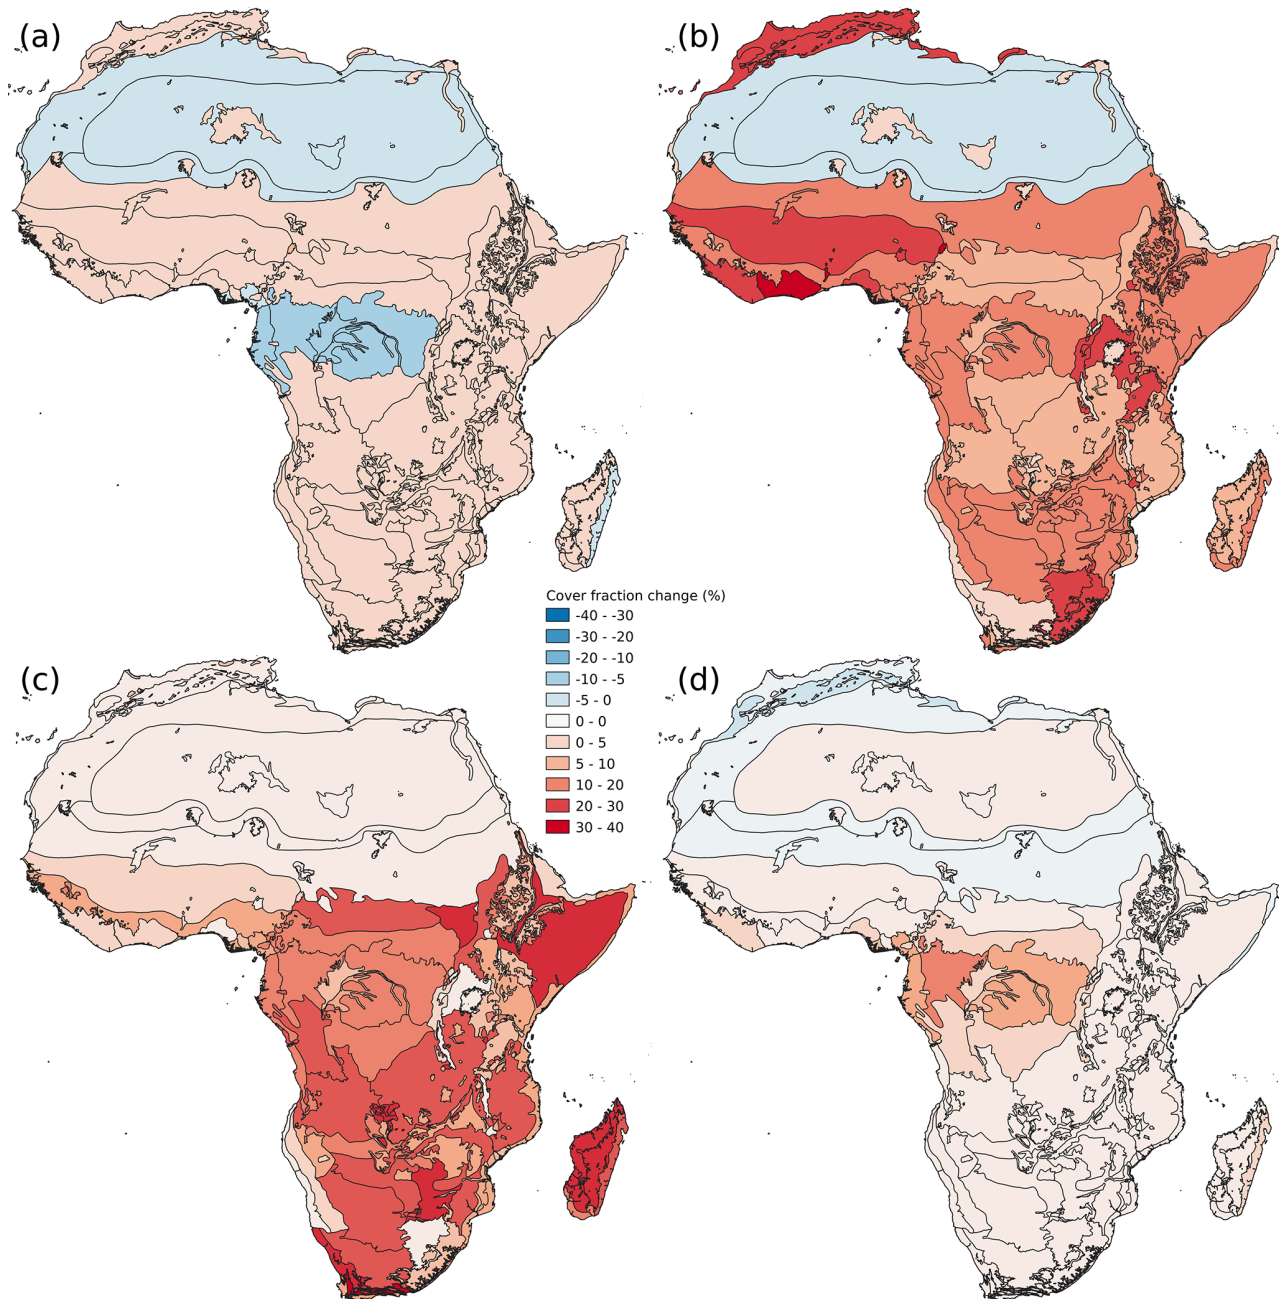 (a)
(b)
Cover fraction change (%)
-40 - -30
-30 - -20
-20 - -10
-10 - -5
-5 - 0
0 - 0
0 - 5
5 - 10
10 - 20
20 - 30
30 - 40
(c)
(d)